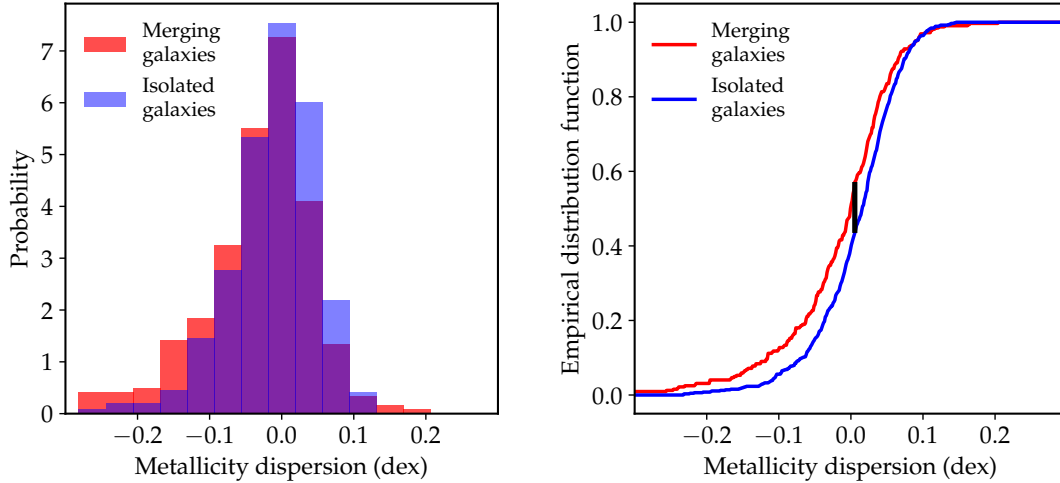 Merging
galaxies
Isolated
galaxies
Probability
7
6
5
4
3
2
1
0
−0.2
−0.1
0.0
0.1
0.2
Metallicity dispersion (dex)
Merging
galaxies
Isolated
galaxies
Empirical distribution function
1.0
0.8
0.6
0.4
0.2
0.0
−0.2
−0.1
0.0
0.1
0.2
Metallicity dispersion (dex)